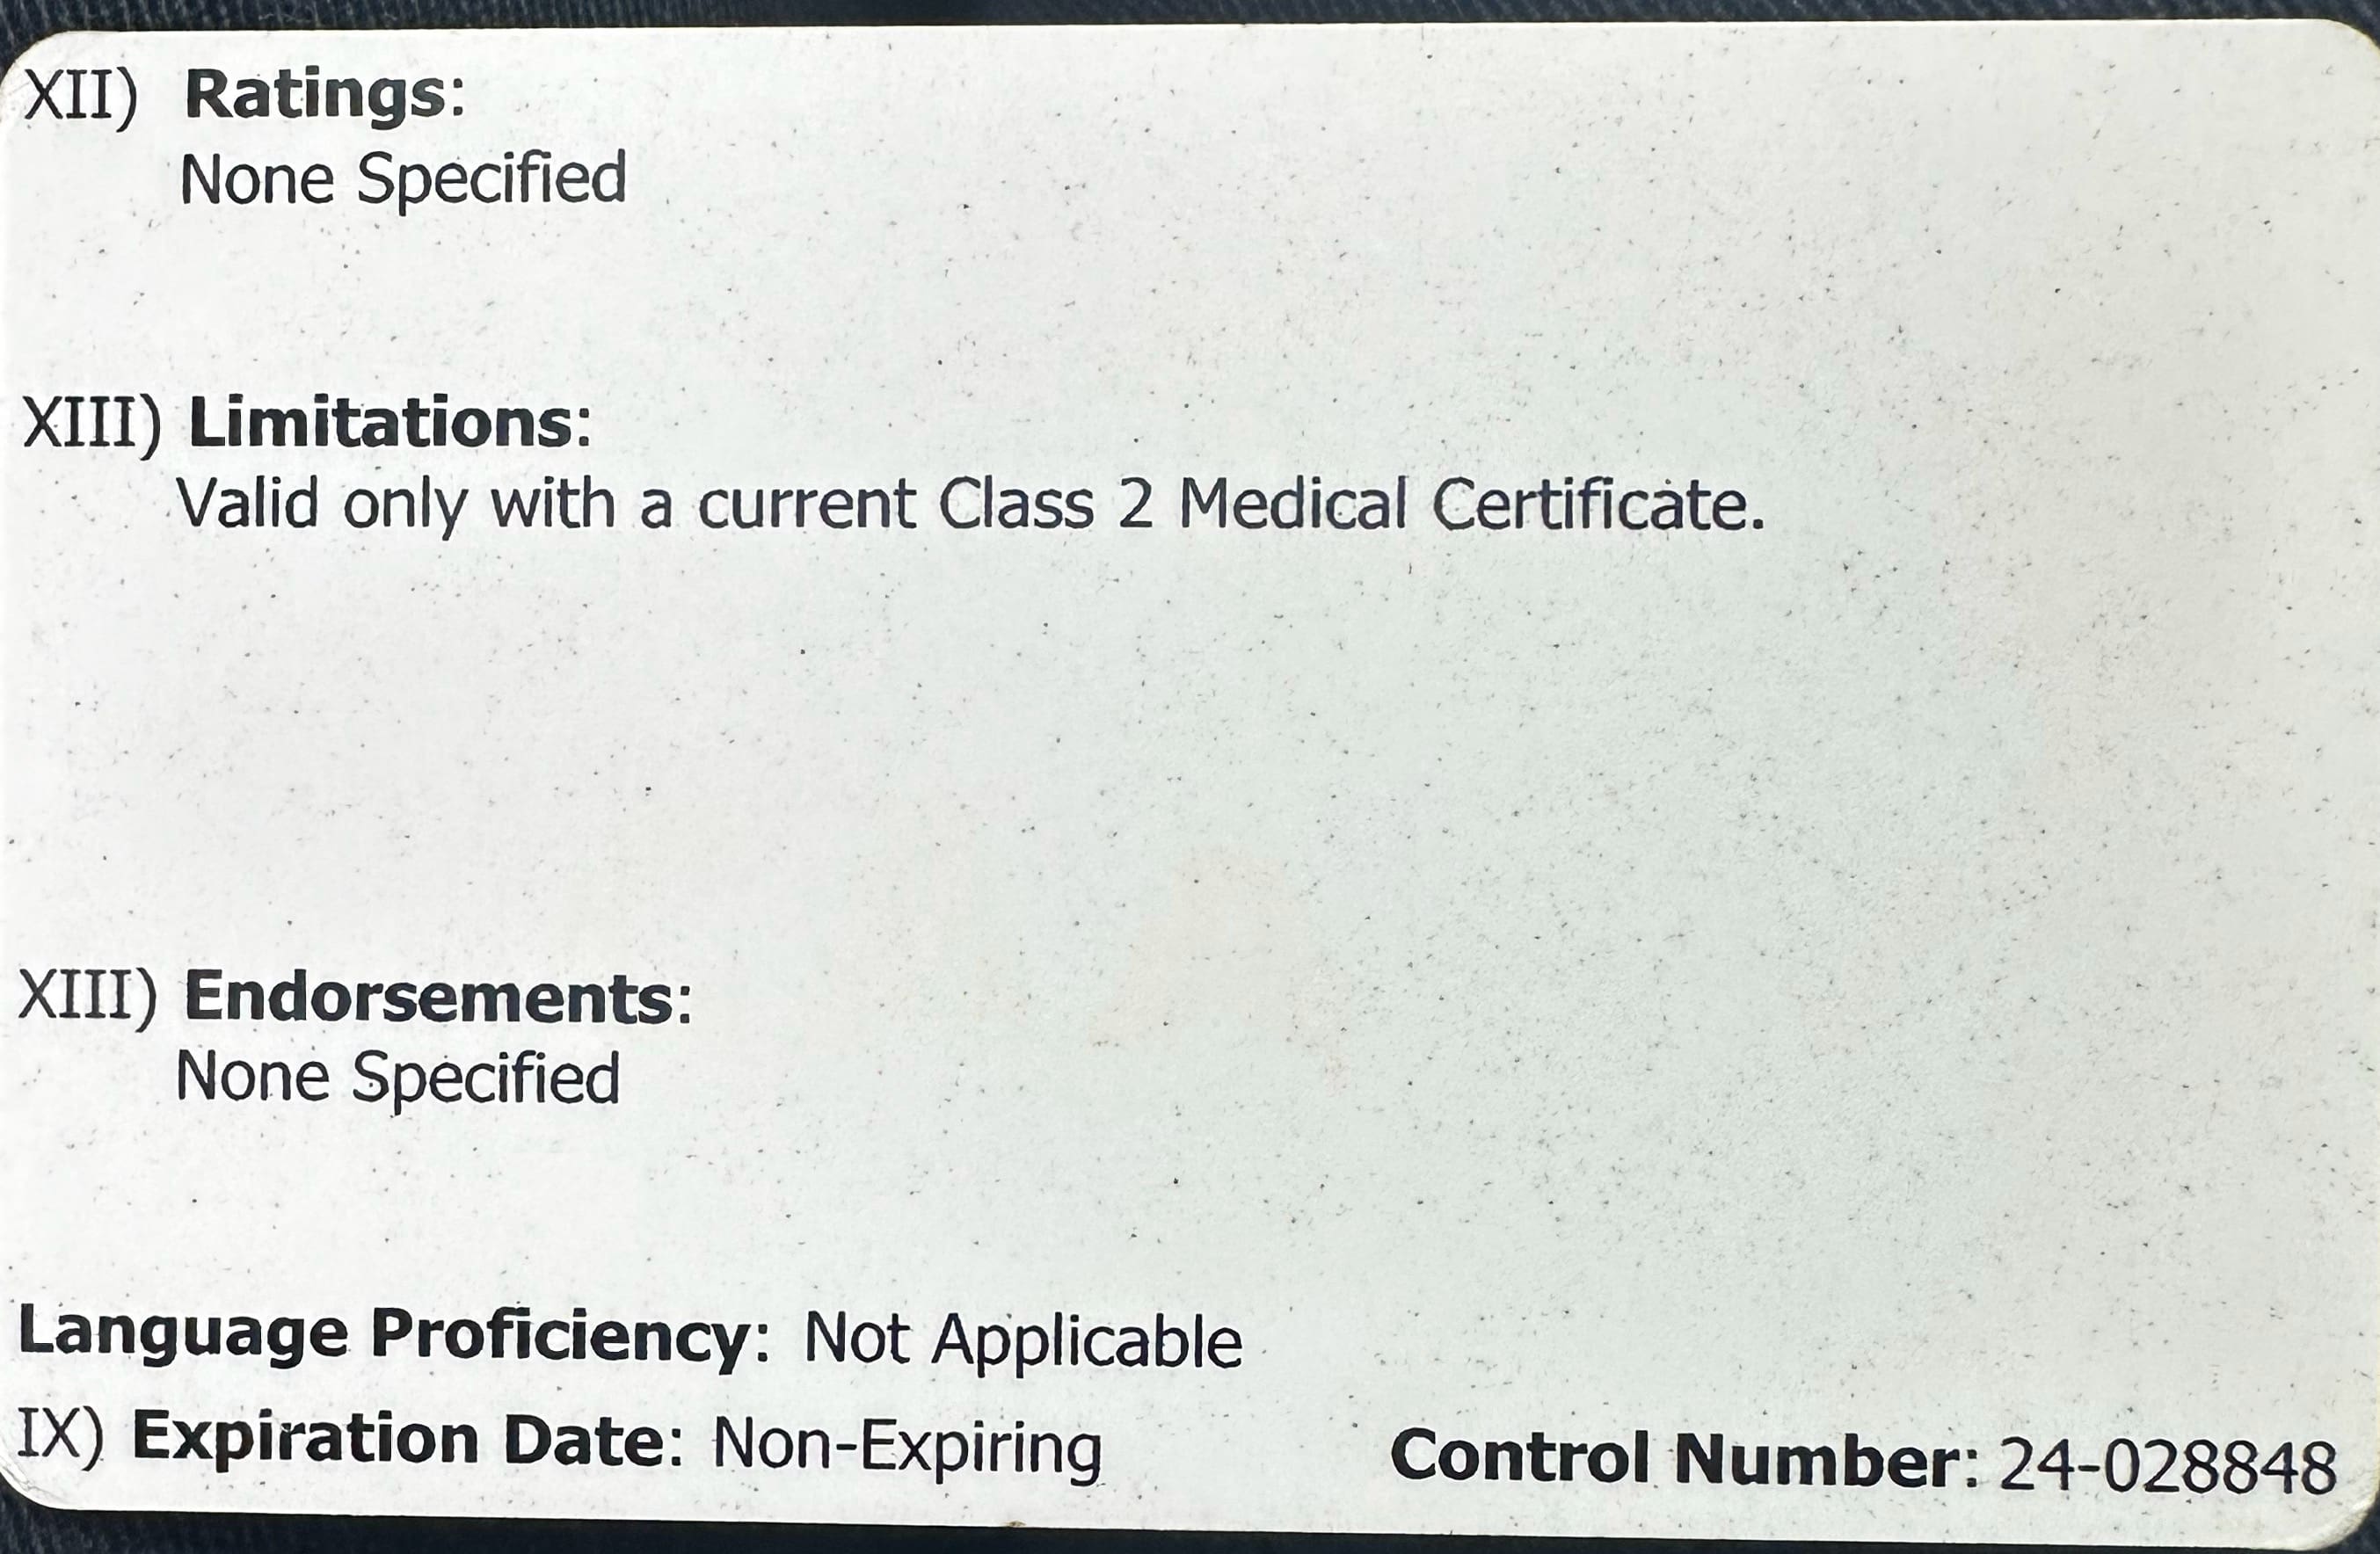 XII) Ratings:
None Specified
XIII) Limitations:
Valid only with a current Class 2 Medical Certificate.
XIII) Endorsements:
None Specified
Language Proficiency: Not Applicable
IX) Expiration Date: Non-Expiring Control Number: 24-028848